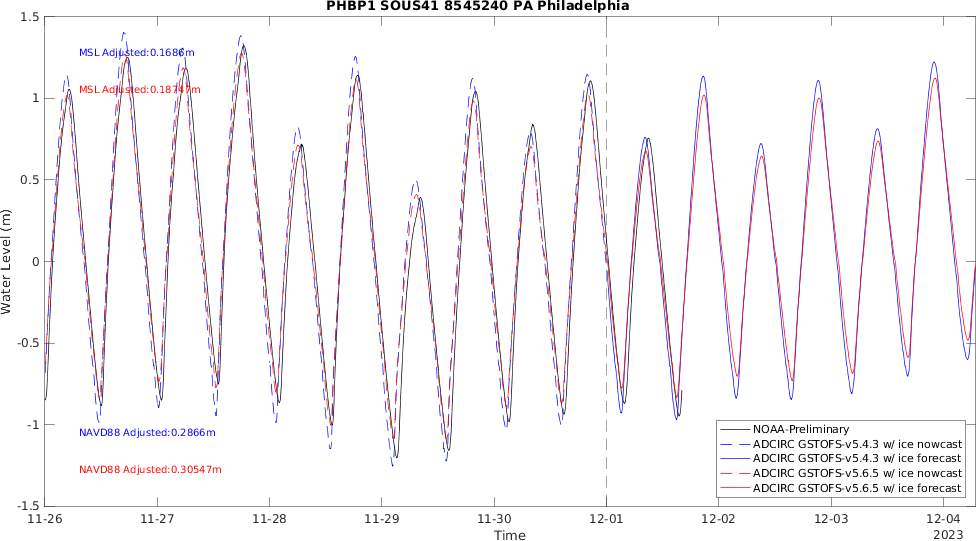 PHBP1 SOUS41 8545240 PA Philadelphia
1.5
1
0.5
0
-0.5
-1
-1.5
Water Level (m)
MSL Adjusted:0.1686m
MSL Adjusted:0.18747m
NAVD88 Adjusted:0.2866m
NAVD88 Adjusted:0.30547m
NOAA-Preliminary
ADCIRC GSTOFS-v5.4.3 w/ ice nowcast
ADCIRC GSTOFS-v5.4.3 w/ ice forecast
ADCIRC GSTOFS-v5.6.5 w/ ice nowcast
ADCIRC GSTOFS-v5.6.5 w/ ice forecast
11-26 11-27 11-28 11-29 11-30 12-01 12-02 12-03 12-04
Time
2023